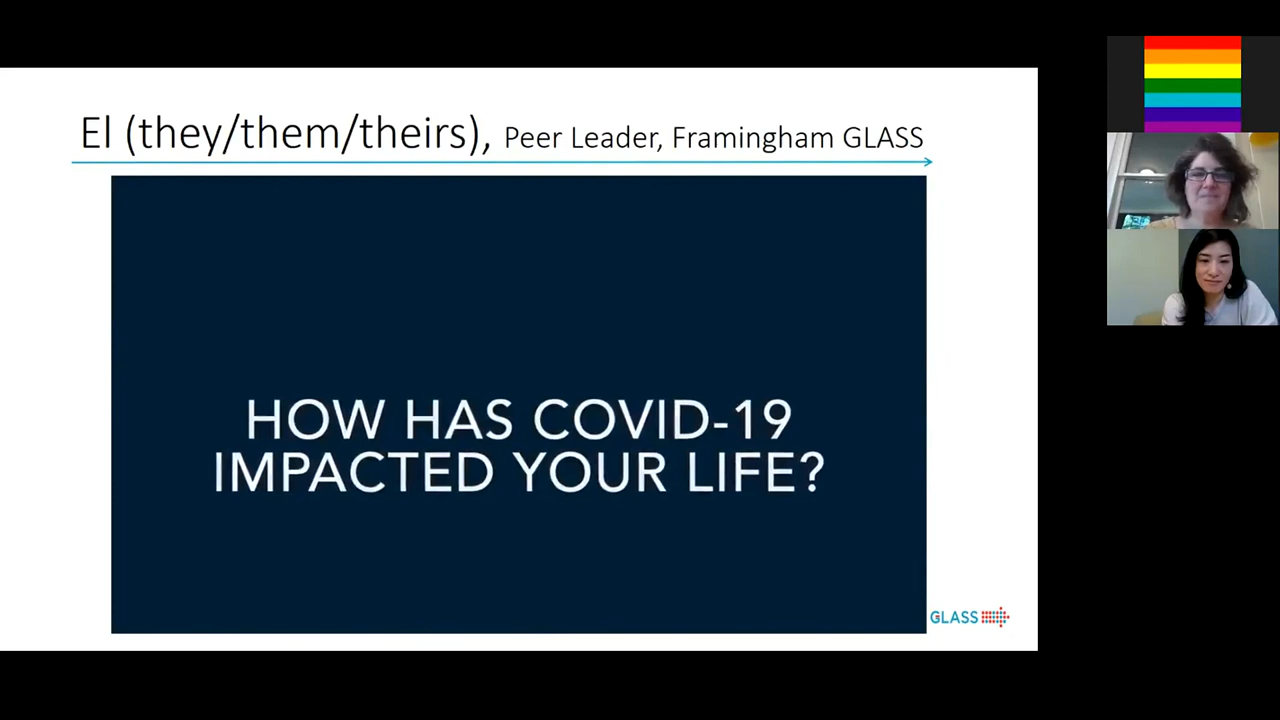 El (they/them/theirs), Peer Leader, Framingham GLASS
HOW HAS COVID-19
IMPACTED YOUR LIFE?
GLASS